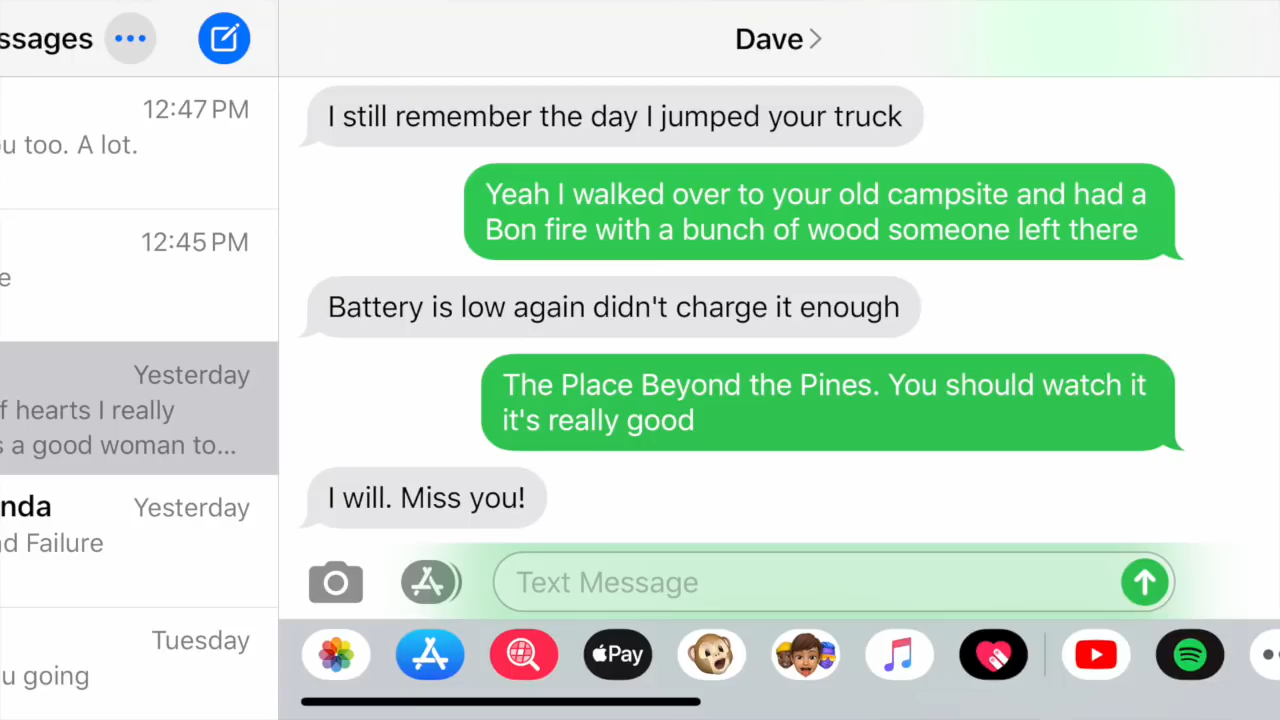 ssages
Dave
12:47 PM
u too. A lot.
12:45 PM
e
Yesterday
f hearts I really
s a good woman to...
nda
Yesterday
d Failure
Tuesday
u going
I still remember the day I jumped your truck
Yeah I walked over to your old campsite and had a
Bon fire with a bunch of wood someone left there
Battery is low again didn't charge it enough
The Place Beyond the Pines. You should watch it
it's really good
I will. Miss you!
Text Message
Pay